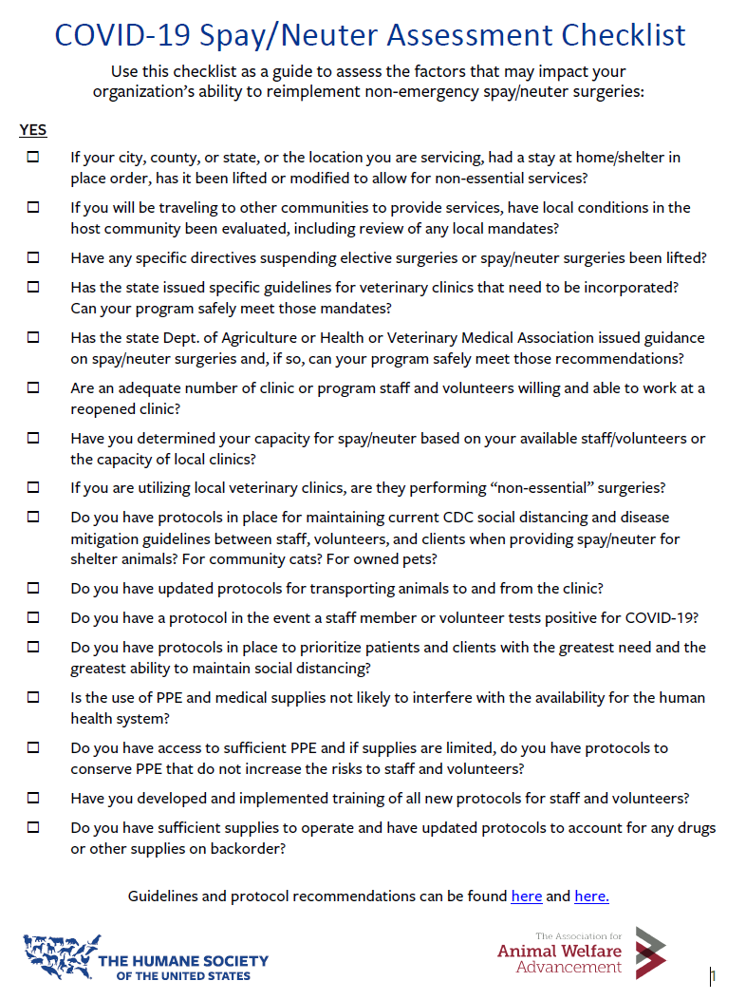 COVID-19 Spay/Neuter Assessment Checklist
Use this checklist as a guide to assess the factors that may impact your
organization's ability to reimplement non-emergency spay/neuter surgeries:
YES
If your city, county, or state, or the location you are servicing, had a stay at home/shelter in
place order, has it been lifted or modified to allow for non-essential services?
If you will be traveling to other communities to provide services, have local conditions in the
host community been evaluated, including review of any local mandates?
Have any specific directives suspending elective surgeries or spay/neuter surgeries been lifted?
Has the state issued specific guidelines for veterinary clinics that need to be incorporated?
Can your program safely meet those mandates?
Has the state Dept. of Agriculture or Health or Veterinary Medical Association issued guidance
on spay/neuter surgeries and, if so, can your program safely meet those recommendations?
Are an adequate number of clinic or program staff and volunteers willing and able to work at a
reopened clinic?
Have you determined your capacity for spay/neuter based on your available staff/volunteers or
the capacity of local clinics?
If you are utilizing local veterinary clinics, are they performing "non-essential" surgeries?
Do you have protocols in place for maintaining current CDC social distancing and disease
mitigation guidelines between staff, volunteers, and clients when providing spay/neuter for
shelter animals? For community cats? For owned pets?
Do you have updated protocols for transporting animals to and from the clinic?
Do you have a protocol in the event a staff member or volunteer tests positive for COVID-19?
Do you have protocols in place to prioritize patients and clients with the greatest need and the
greatest ability to maintain social distancing?
Is the use of PPE and medical supplies not likely to interfere with the availability for the human
health system?
Do you have access to sufficient PPE and if supplies are limited, do you have protocols to
conserve PPE that do not increase the risks to staff and volunteers?
Have you developed and implemented training of all new protocols for staff and volunteers?
Do you have sufficient supplies to operate and have updated protocols to account for any drugs
or other supplies on backorder?
Guidelines and protocol recommendations can be found here and here.
THE HUMANE SOCIETY
OF THE UNITED STATES
The Association for
Animal Welfare
Advancement
1